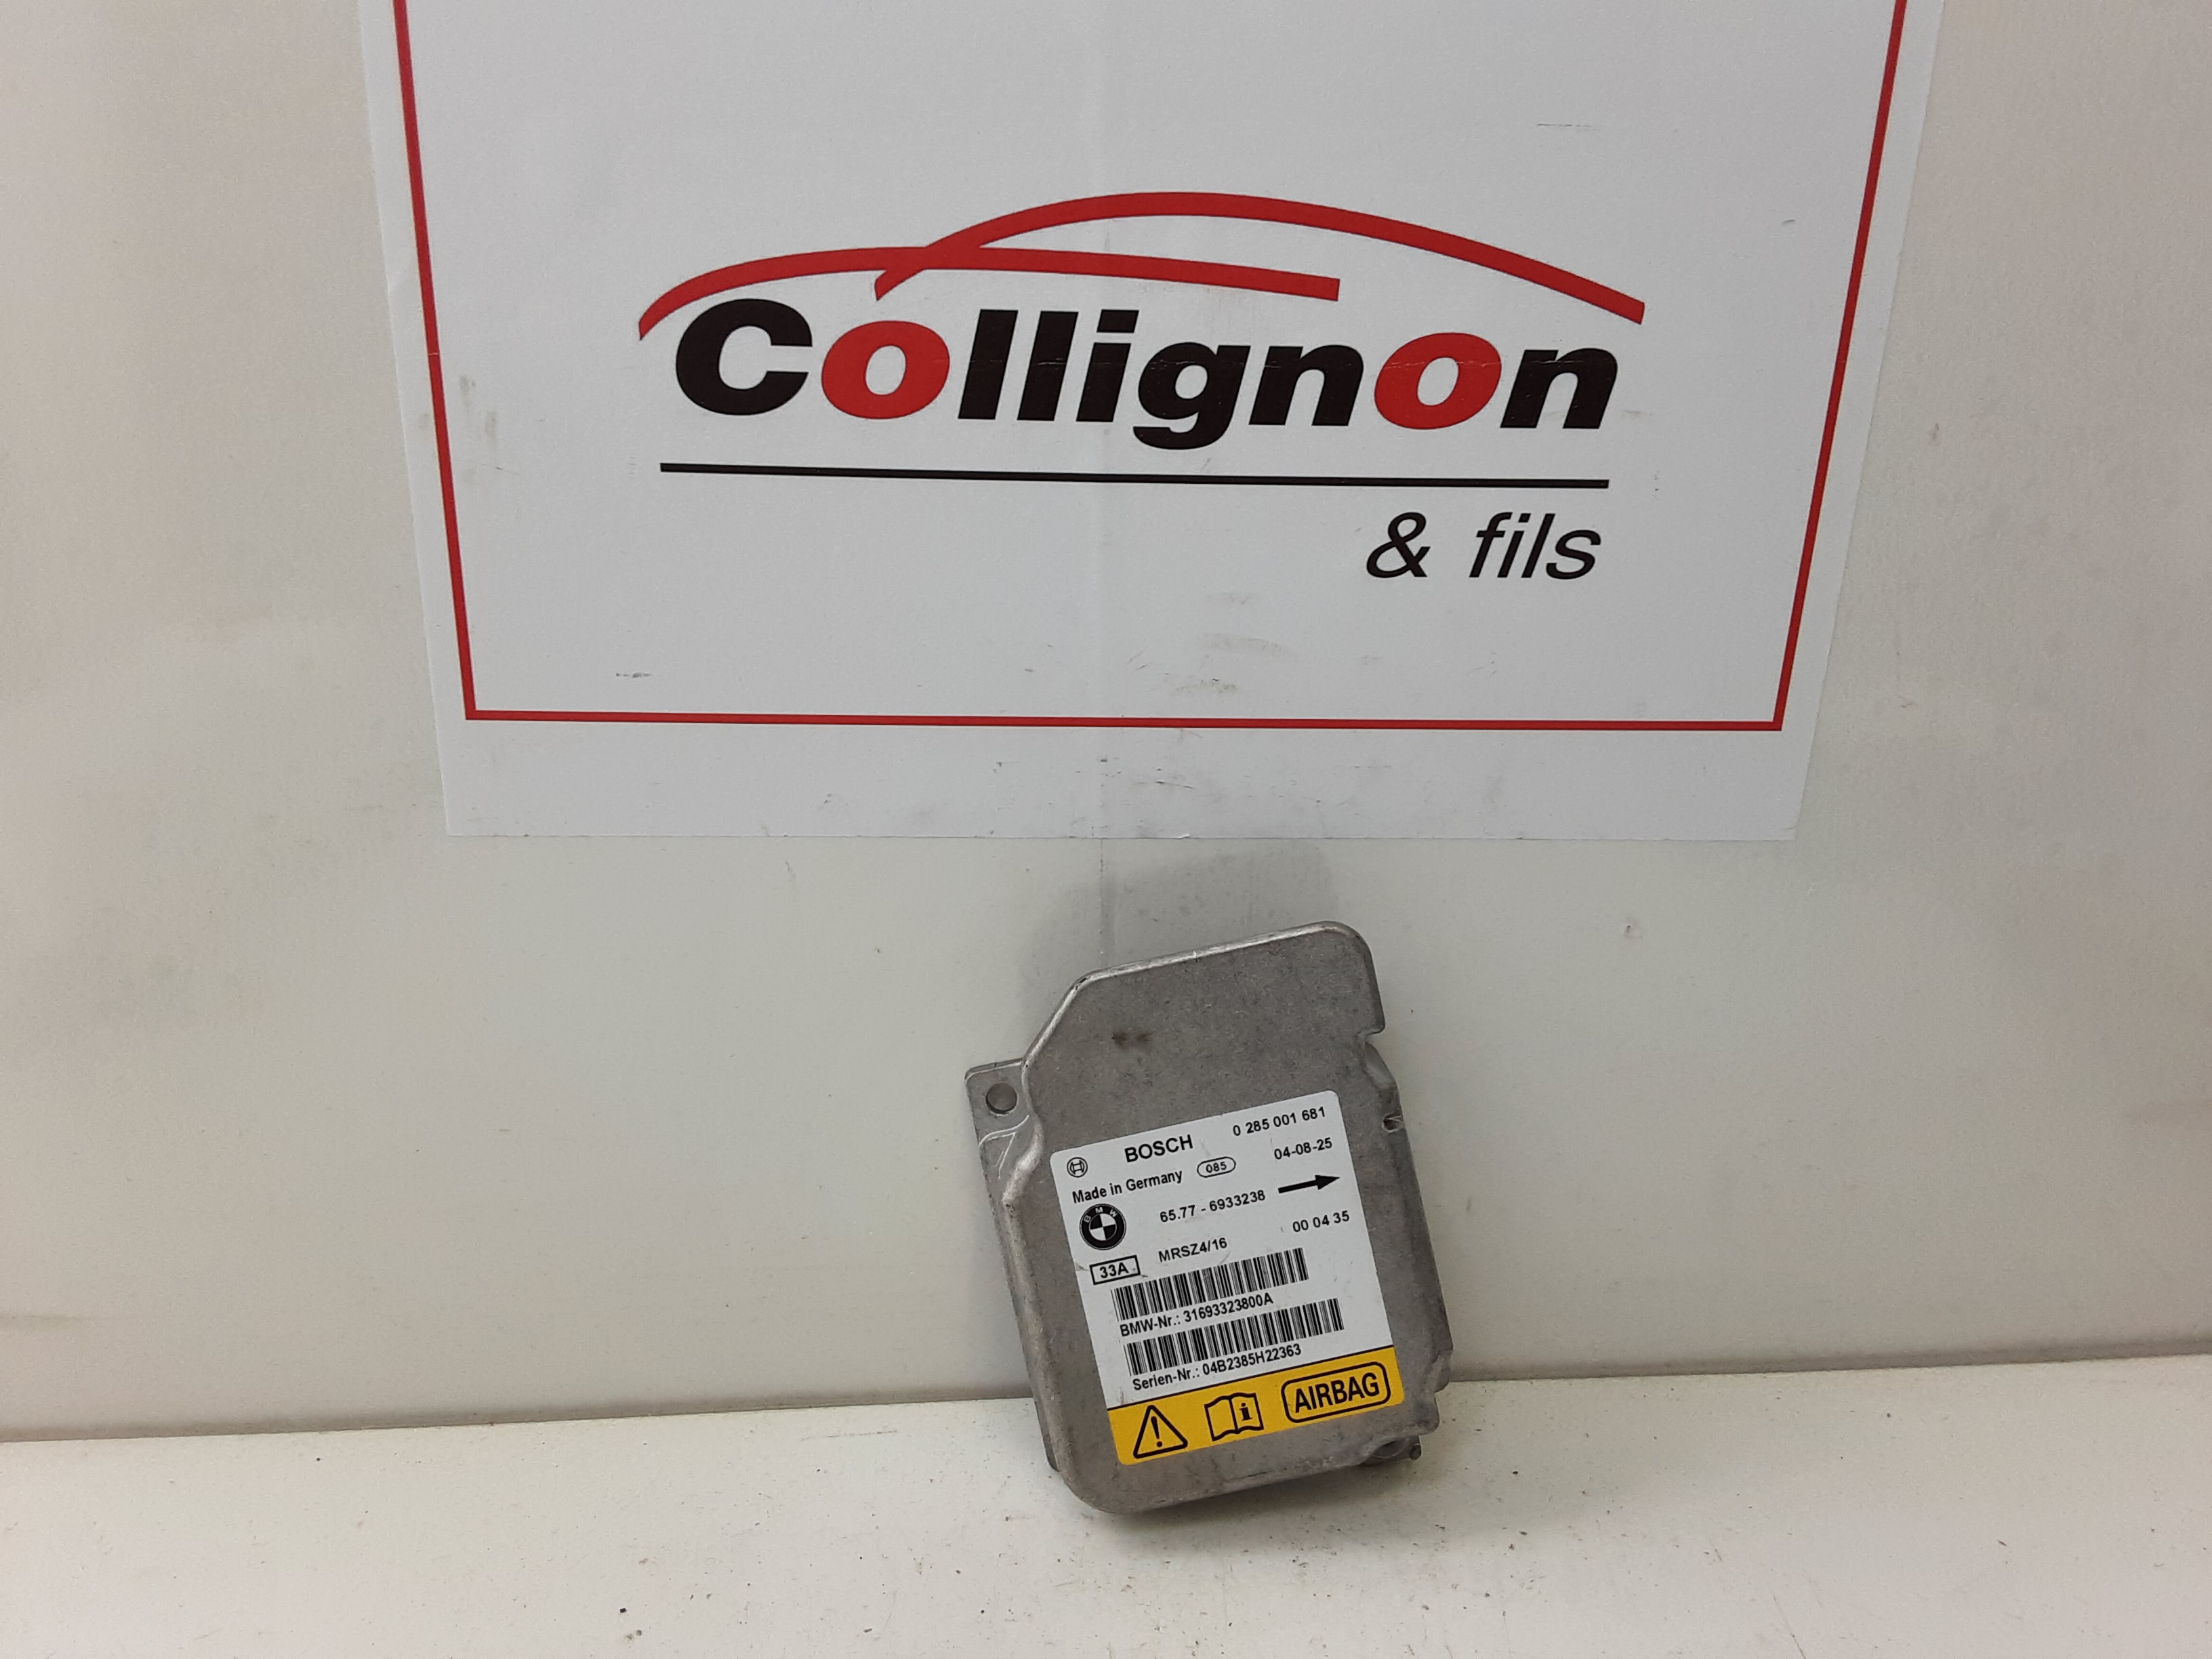 Collignon
& fils
BOSCH 0 285 001 681
Made in Germany 085 04-08-25
BMW 65.77 - 6933238
33A MRSZ4/16 00 04 35
BMW-Nr.: 31693323800A
Serien-Nr.: 04B2385H22363
AIRBAG